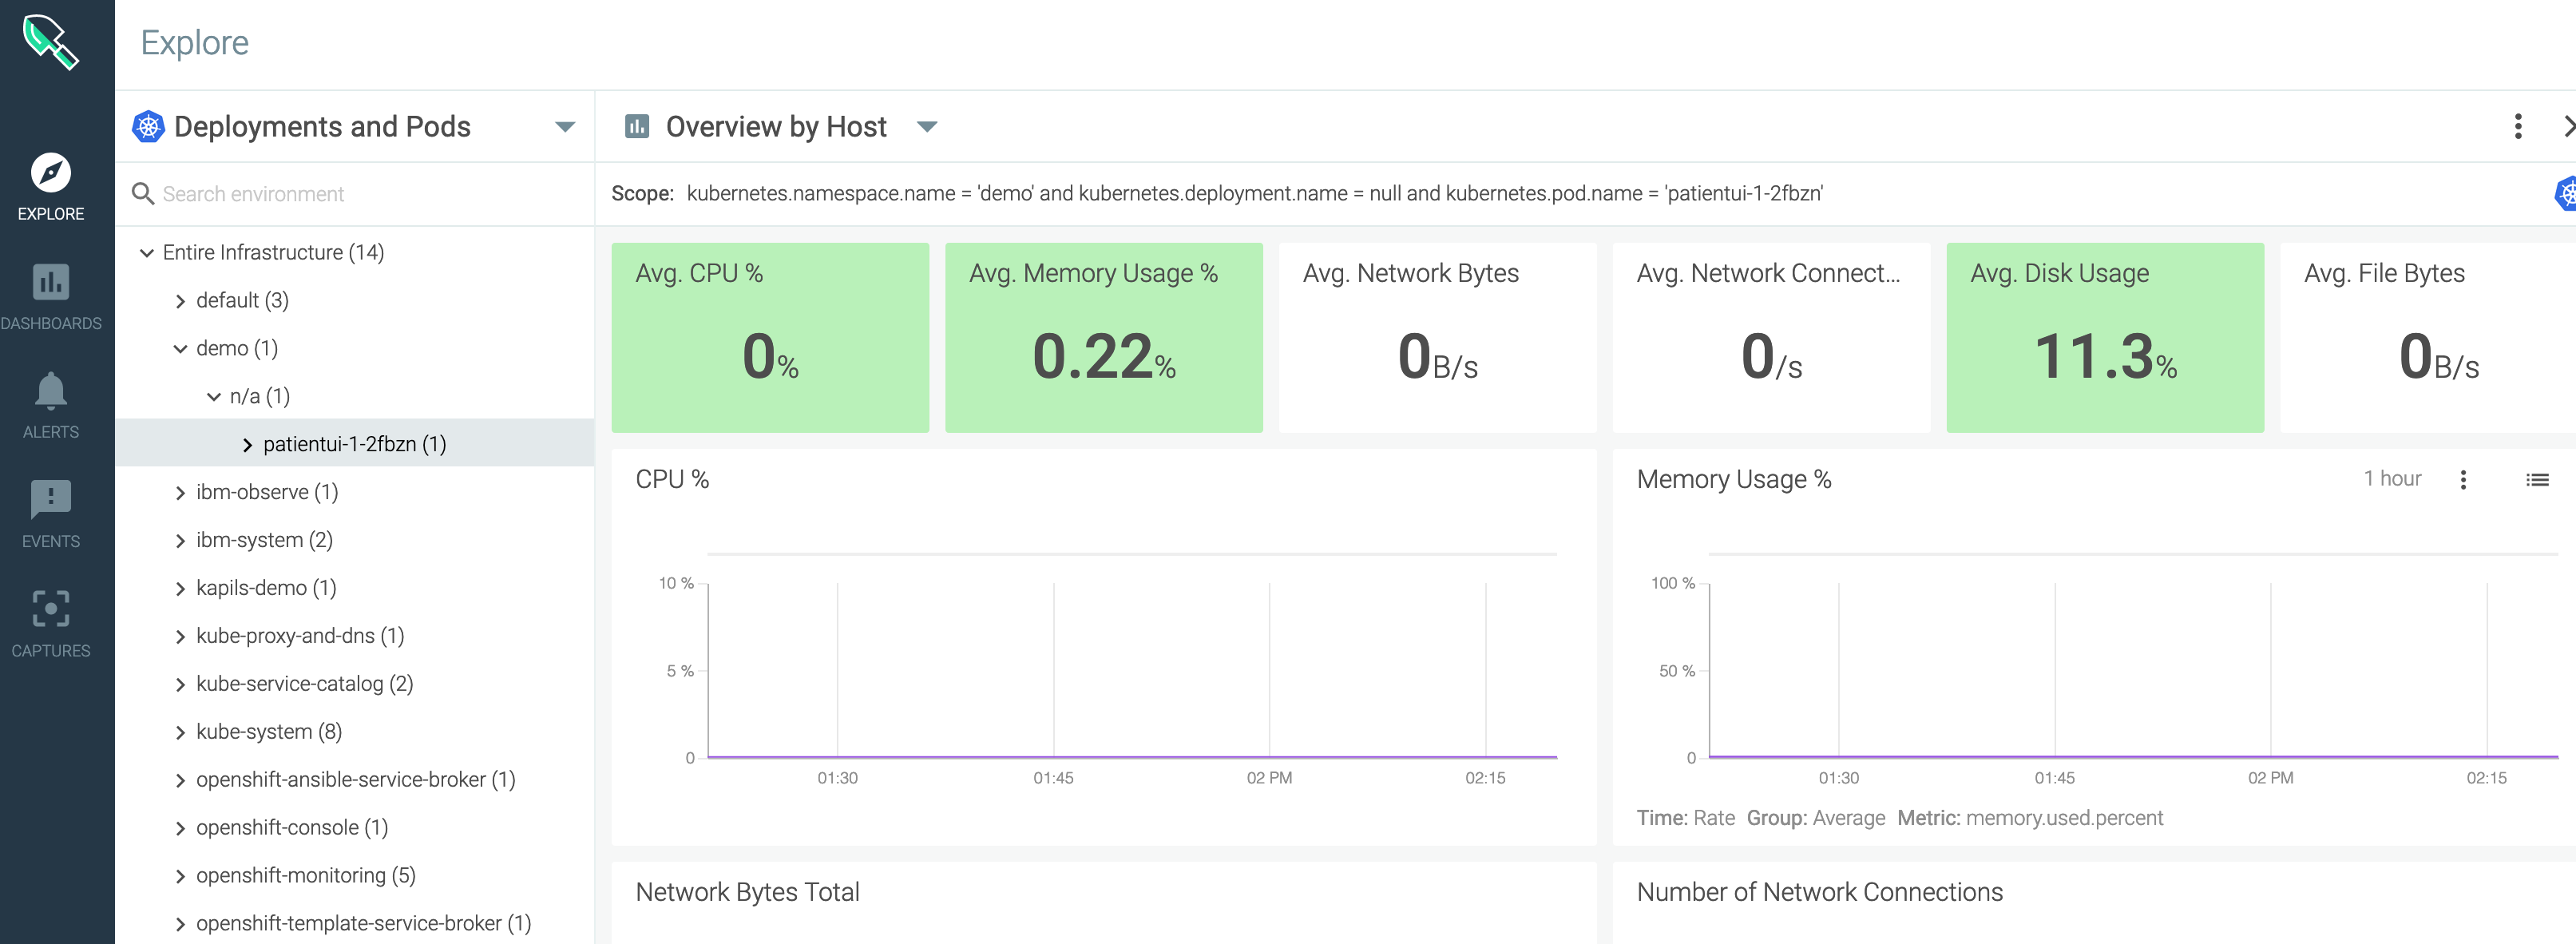 Explore
EXPLORE
DASHBOARDS
ALERTS
EVENTS
CAPTURES
Deployments and Pods
Search environment
Entire Infrastructure (14)
default (3)
demo (1)
n/a (1)
patientui-1-2fbzn (1)
ibm-observe (1)
ibm-system (2)
kapils-demo (1)
kube-proxy-and-dns (1)
kube-service-catalog (2)
kube-system (8)
openshift-ansible-service-broker (1)
openshift-console (1)
openshift-monitoring (5)
openshift-template-service-broker (1)
Overview by Host
Scope: kubernetes.namespace.name = 'demo' and kubernetes.deployment.name = null and kubernetes.pod.name = 'patientui-1-2fbzn'
Avg. CPU %
0%
Avg. Memory Usage %
0.22%
Avg. Network Bytes
0B/s
Avg. Network Connect...
0/s
Avg. Disk Usage
11.3%
Avg. File Bytes
0B/s
CPU %
10 %
5 %
0
01:30 01:45 02 PM 02:15
Memory Usage % 1 hour
100 %
50 %
0
01:30 01:45 02 PM 02:15
Time: Rate Group: Average Metric: memory.used.percent
Network Bytes Total
Number of Network Connections